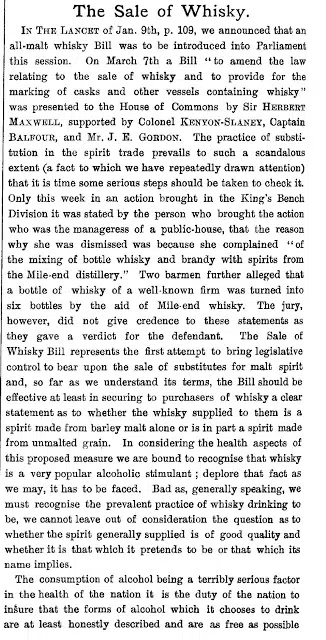 The Sale of Whisky.
IN THE LANCET of Jan. 9th, p. 109, we announced that an
all-malt whisky Bill was to be introduced into Parliament
this session. On March 7th a Bill "to amend the law
relating to the sale of whisky and to provide for the
marking of casks and other vessels containing whisky"
was presented to the House of Commons by Sir HERBERT
MAXWELL, supported by Colonel KENYON-SLANEY, Captain
BALFOUR, and Mr. J. E. GORDON. The practice of substi-
tution in the spirit trade prevails to such a scandalous
extent (a fact to which we have repeatedly drawn attention)
that it is time some serious steps should be taken to check it.
Only this week in an action brought in the King's Bench
Division it was stated by the person who brought the action
who was the manageress of a public-house, that the reason
why she was dismissed was because she complained "of
the mixing of bottle whisky and brandy with spirits from
the Mile-end distillery." Two barmen further alleged that
a bottle of whisky of a well-known firm was turned into
six bottles by the aid of Mile-end whisky. The jury,
however, did not give credence to these statements as
they gave a verdict for the defendant. The Sale of
Whisky Bill represents the first attempt to bring legislative
control to bear upon the sale of substitutes for malt spirit
and, so far as we understand its terms, the Bill should be
effective at least in securing to purchasers of whisky a clear
statement as to whether the whisky supplied to them is a
spirit made from barley malt alone or is in part a spirit made
from unmalted grain. In considering the health aspects of
this proposed measure we are bound to recognise that whisky
is a very popular alcoholic stimulant; deplore that fact as
we may, it has to be faced. Bad as, generally speaking, we
must recognise the prevalent practice of whisky drinking to
be, we cannot leave out of consideration the question as to
whether the spirit generally supplied is of good quality and
whether it is that which it pretends to be or that which its
name implies.
The consumption of alcohol being a terribly serious factor
in the health of the nation it is the duty of the nation to
insure that the forms of alcohol which it chooses to drink
are at least honestly described and are as free as possible